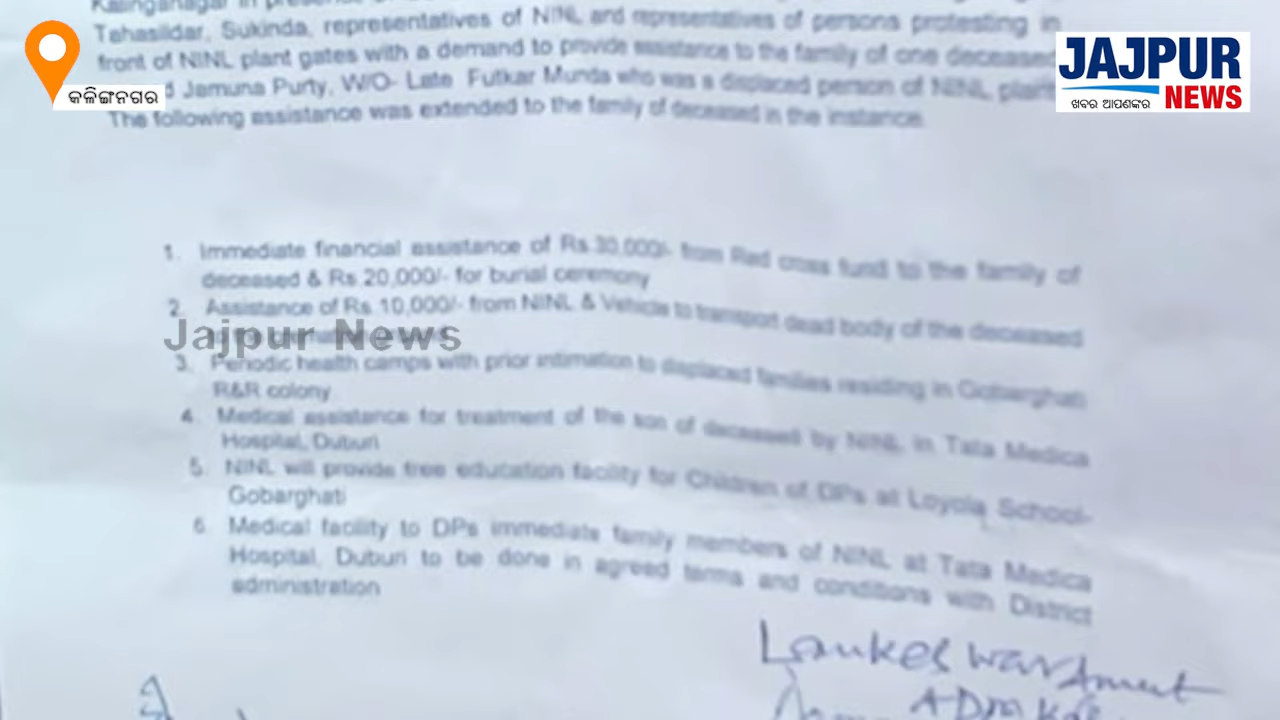 Kalinganagar in presence of
Tahasildar, Sukinda, representatives of NINL and representatives of persons protesting in
front of NINL plant gates with a demand to provide assistance to the family of one deceased
Jamuna Purty, W/O- Late Futkar Munda who was a displaced person of NINL plant
The following assistance was extended to the family of deceased in the instance.
କଳିଙ୍ଗନଗର
JAJPUR
ଖବର ଆପଣଙ୍କର NEWS
1. Immediate financial assistance of Rs.30,000/- from Red cross fund to the family of
deceased & Rs.20,000/- for burial ceremony
2. Assistance of Rs.10,000/- from NINL & Vehicle to transport dead body of the deceased
Jajpur News
3. Periodic health camps with prior intimation to displaced families residing in Gobarghati
R&R colony
4. Medical assistance for treatment of the son of deceased by NINL in Tata Medica
Hospital, Duburi
5. NINL will provide free education facility for Children of DPs at Loyola School-
Gobarghati
6. Medical facility to DPs immediate family members of NINL at Tata Medica
Hospital, Duburi to be done in agreed terms and conditions with District
administration
Lankeswar Amant
ADM